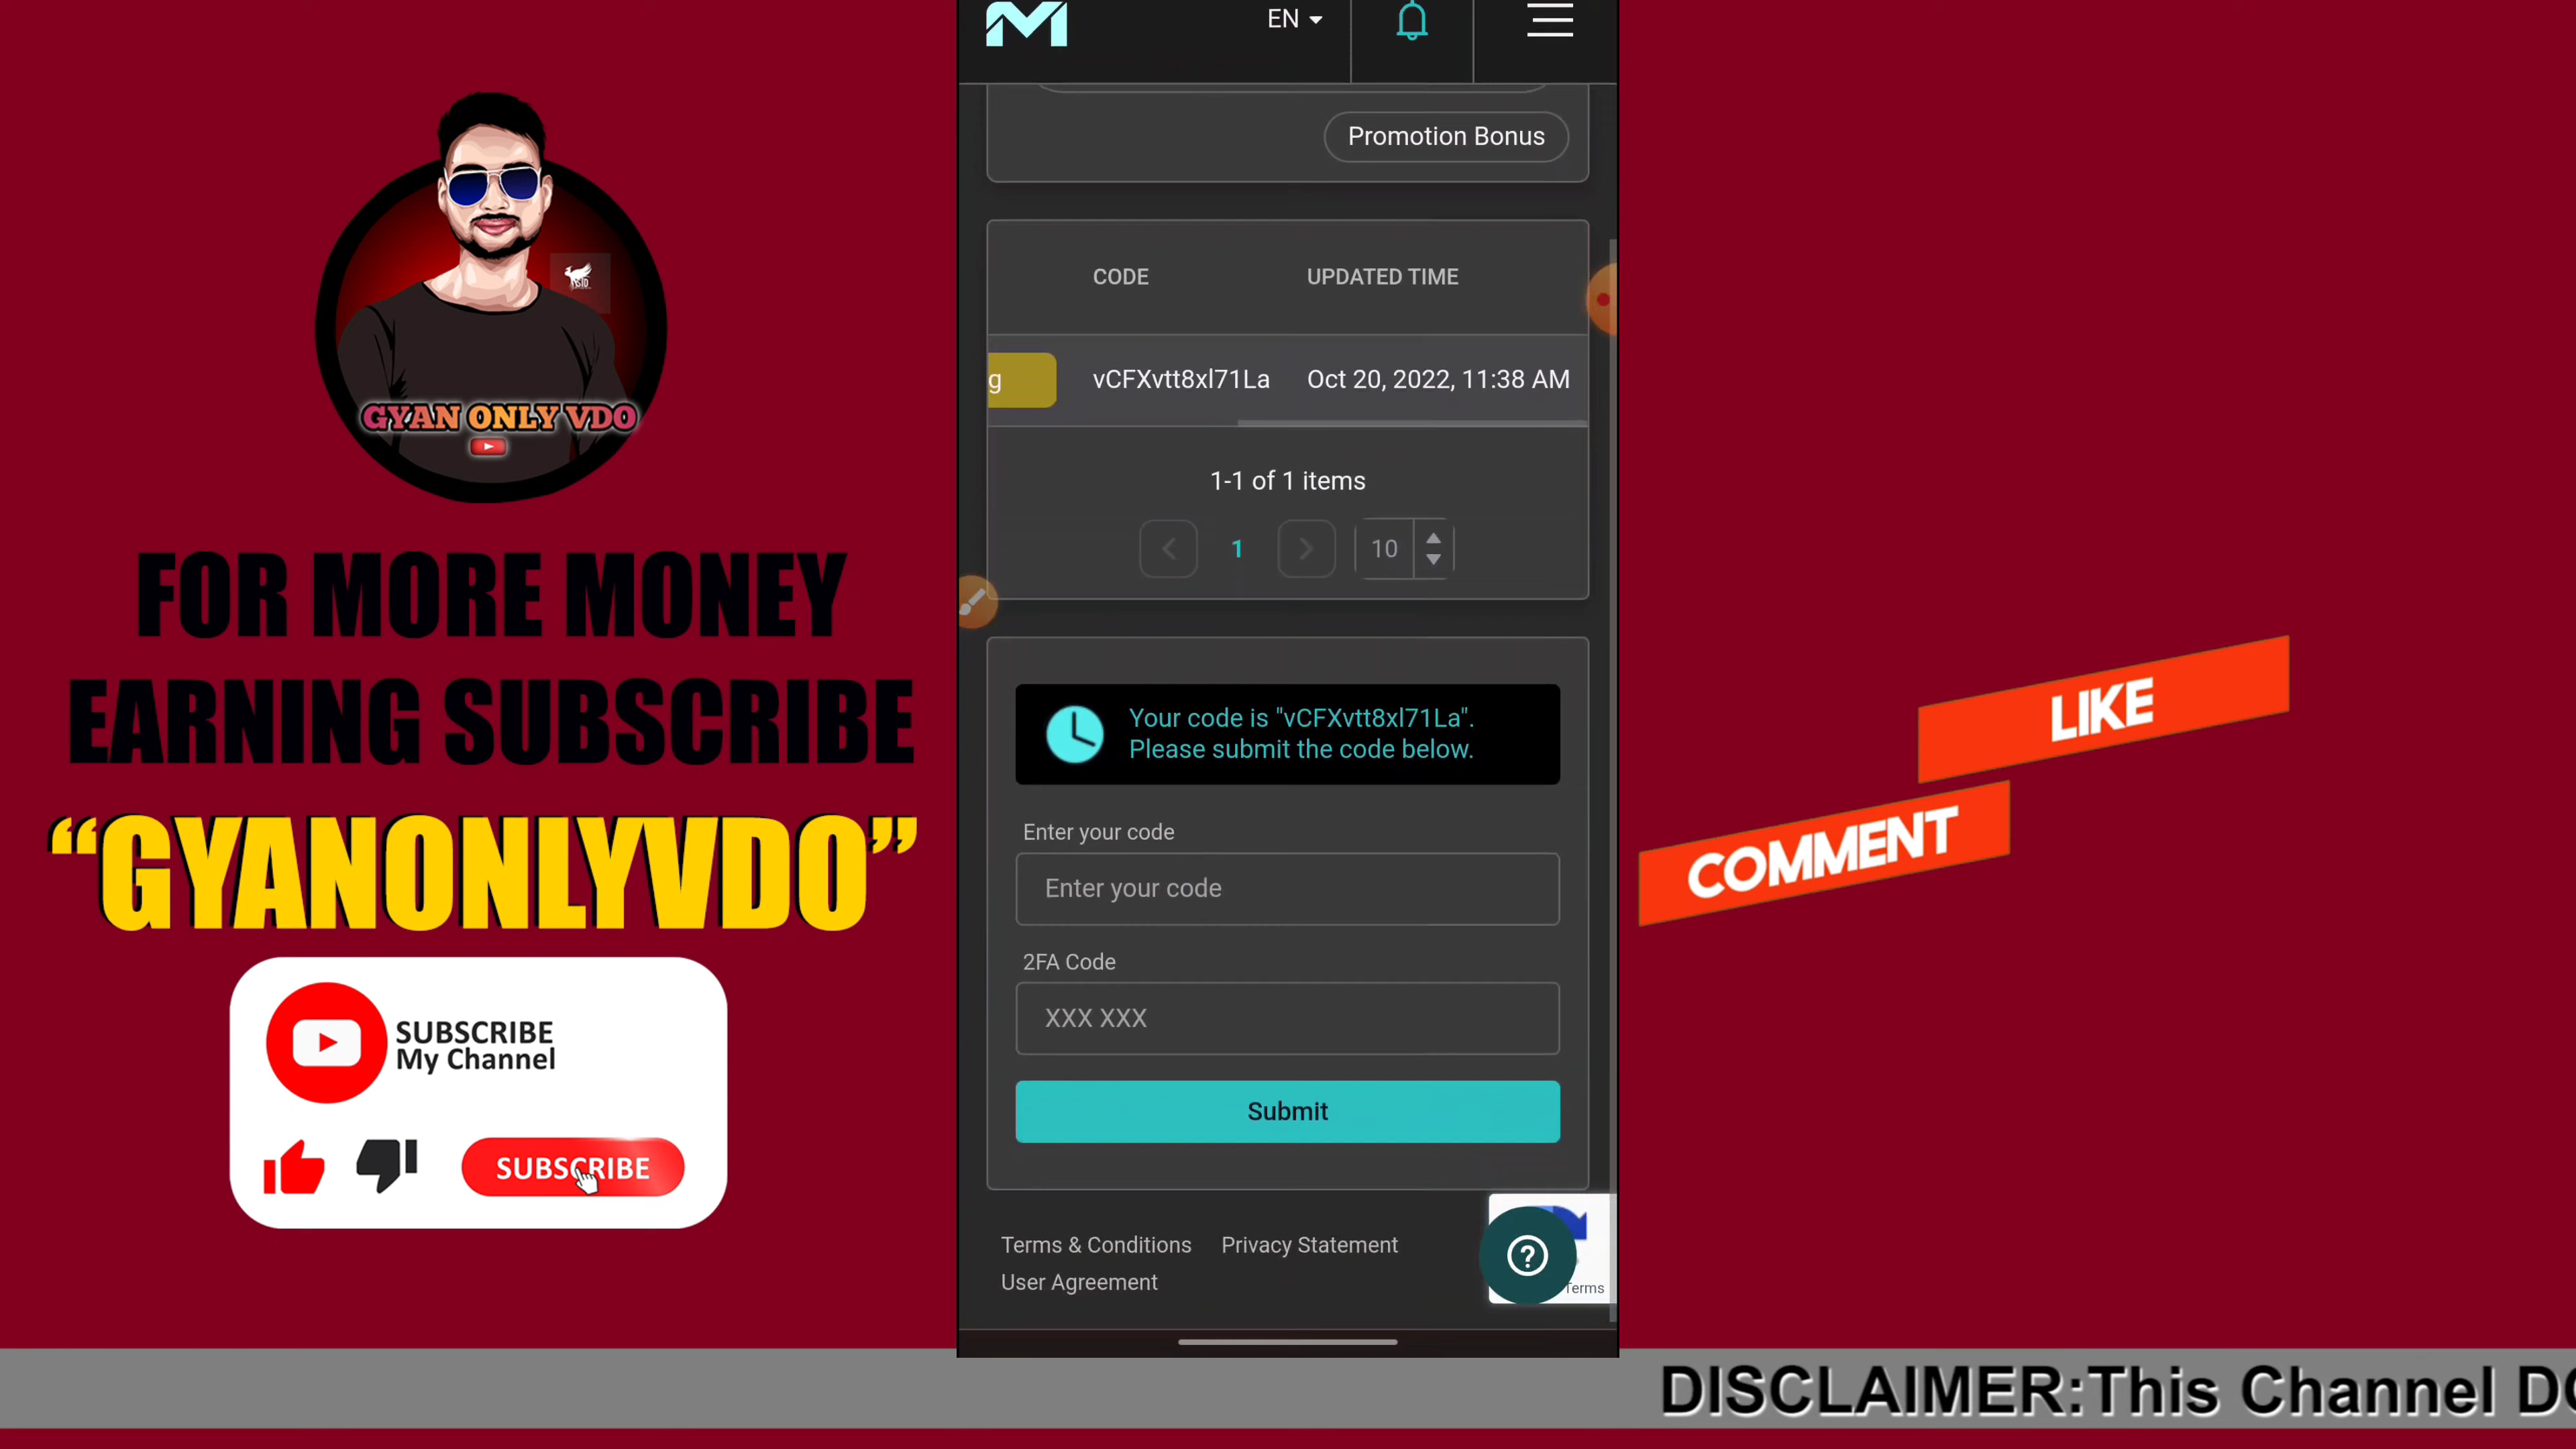 GYAN ONLY VDO
FOR MORE MONEY
EARNING SUBSCRIBE
“GYANONLYVDO”
SUBSCRIBE
My Channel
SUBSCRIBE
EN
Promotion Bonus
CODE UPDATED TIME
g vCFXvtt8xl71La Oct 20, 2022, 11:38 AM
1-1 of 1 items
1 10
Your code is "vCFXvtt8xl71La".
Please submit the code below.
Enter your code
Enter your code
2FA Code
XXX XXX
Submit
Terms & Conditions Privacy Statement
User Agreement
Terms
LIKE
COMMENT
DISCLAIMER:This Channel DO